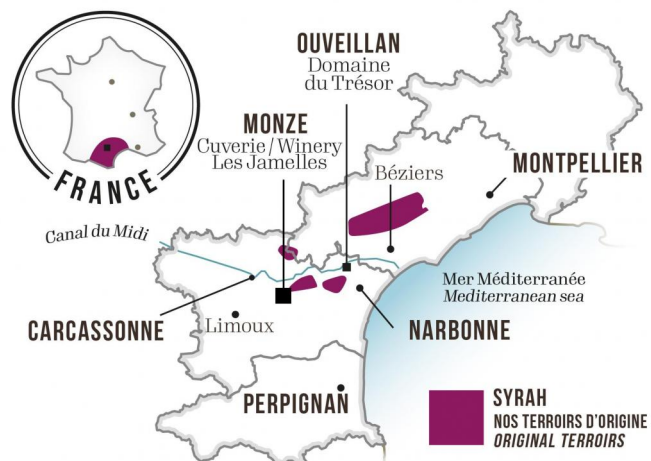 FRANCE
OUVEILLAN
Domaine
du Trésor
MONZE
Cuverie / Winery
Les Jamelles
Béziers
MONTPELLIER
Canal du Midi
Mer Méditerranée
Mediterranean sea
CARCASSONNE
Limoux
NARBONNE
PERPIGNAN
SYRAH
NOS TERROIRS D'ORIGINE
ORIGINAL TERROIRS